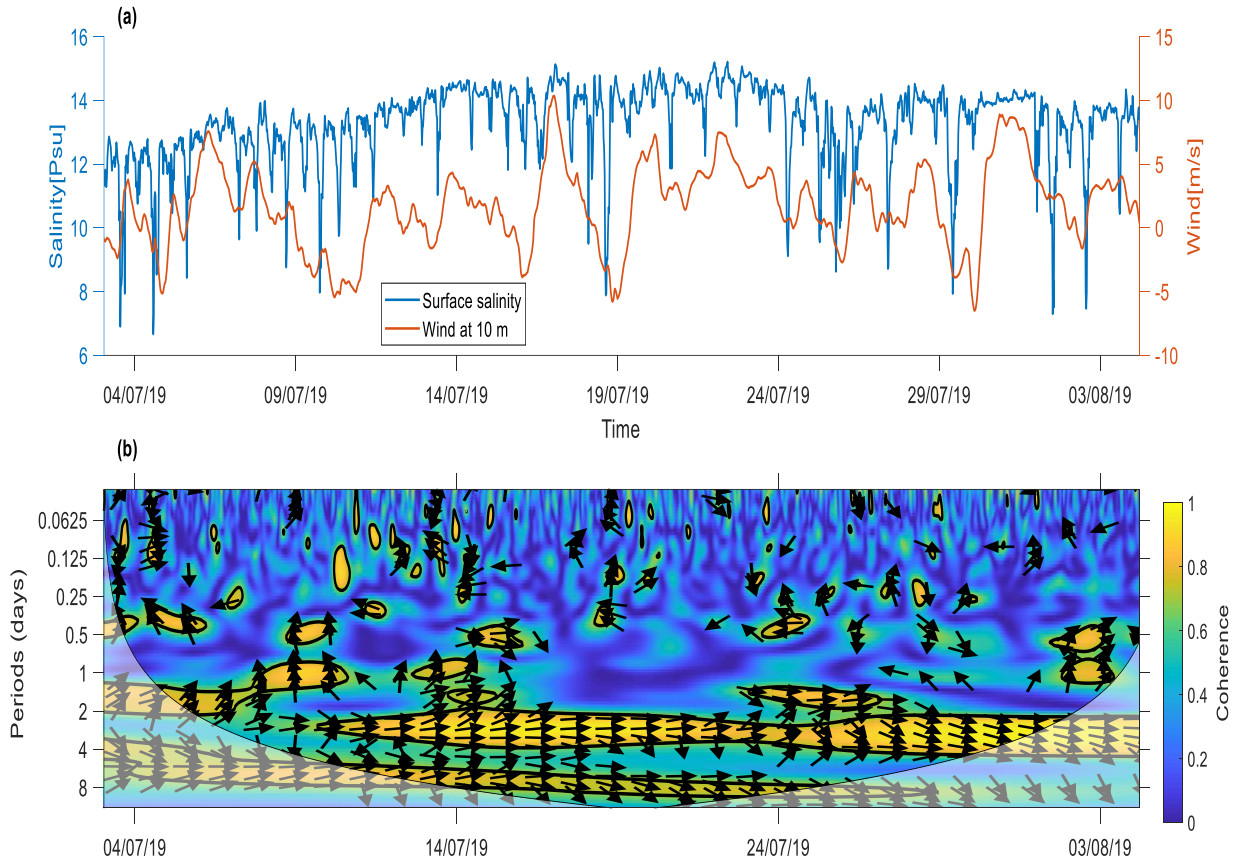 (a)
16
14
12
10
8
6
Salinity[Psu]
15
10
5
0
-5
-10
Wind[m/s]
Surface salinity
Wind at 10 m
04/07/19 09/07/19 14/07/19 19/07/19 24/07/19 29/07/19 03/08/19
Time
(b)
0.0625
0.125
0.25
0.5
1
2
4
8
Periods (days)
04/07/19 14/07/19 24/07/19 03/08/19
1
0.8
0.6
0.4
0.2
0
Coherence